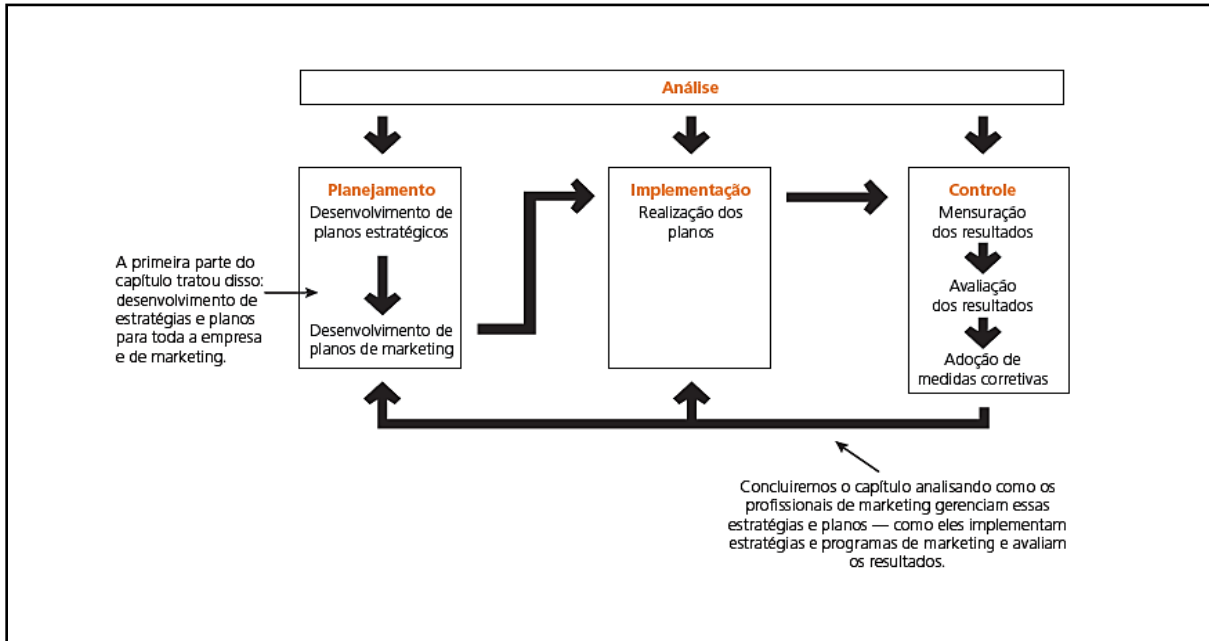 Análise
Planejamento
Desenvolvimento de
planos estratégicos
Desenvolvimento de
planos de marketing
Implementação
Realização dos
planos
Controle
Mensuração
dos resultados
Avaliação
dos resultados
Adoção de
medidas corretivas
A primeira parte do
capítulo tratou disso:
desenvolvimento de
estratégias e planos
para toda a empresa
e de marketing.
Concluiremos o capítulo analisando como os
profissionais de marketing gerenciam essas
estratégias e planos — como eles implementam
estratégias e programas de marketing e avaliam
os resultados.